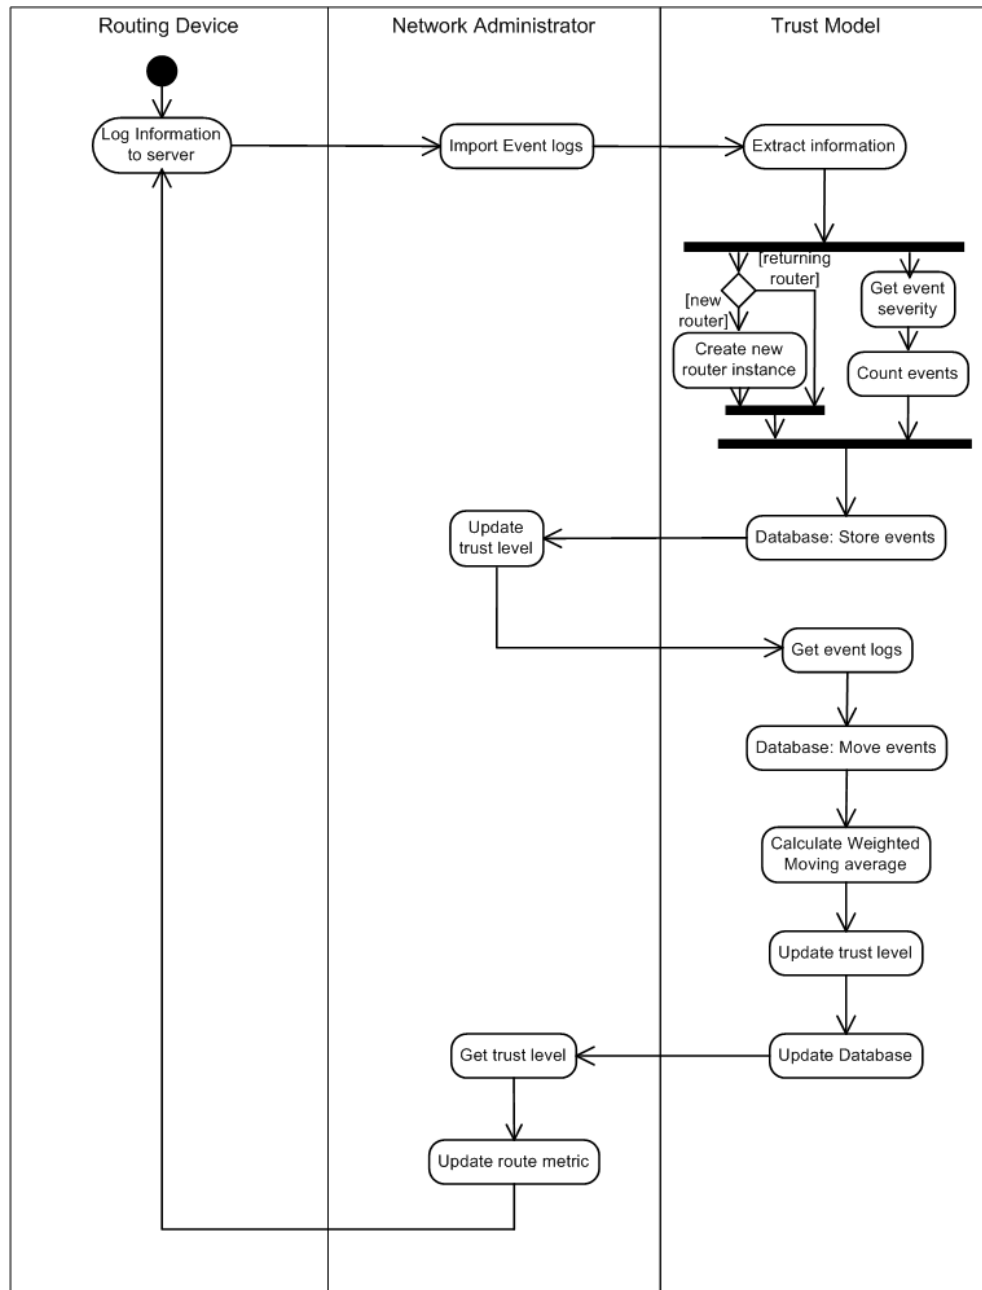 Routing Device
Network Administrator
Trust Model
Log Information
to server
Import Event logs
Extract information
[returning
router]
[new
router]
Get event
severity
Create new
router instance
Count events
Update
trust level
Database: Store events
Get event logs
Database: Move events
Calculate Weighted
Moving average
Update trust level
Get trust level
Update Database
Update route metric